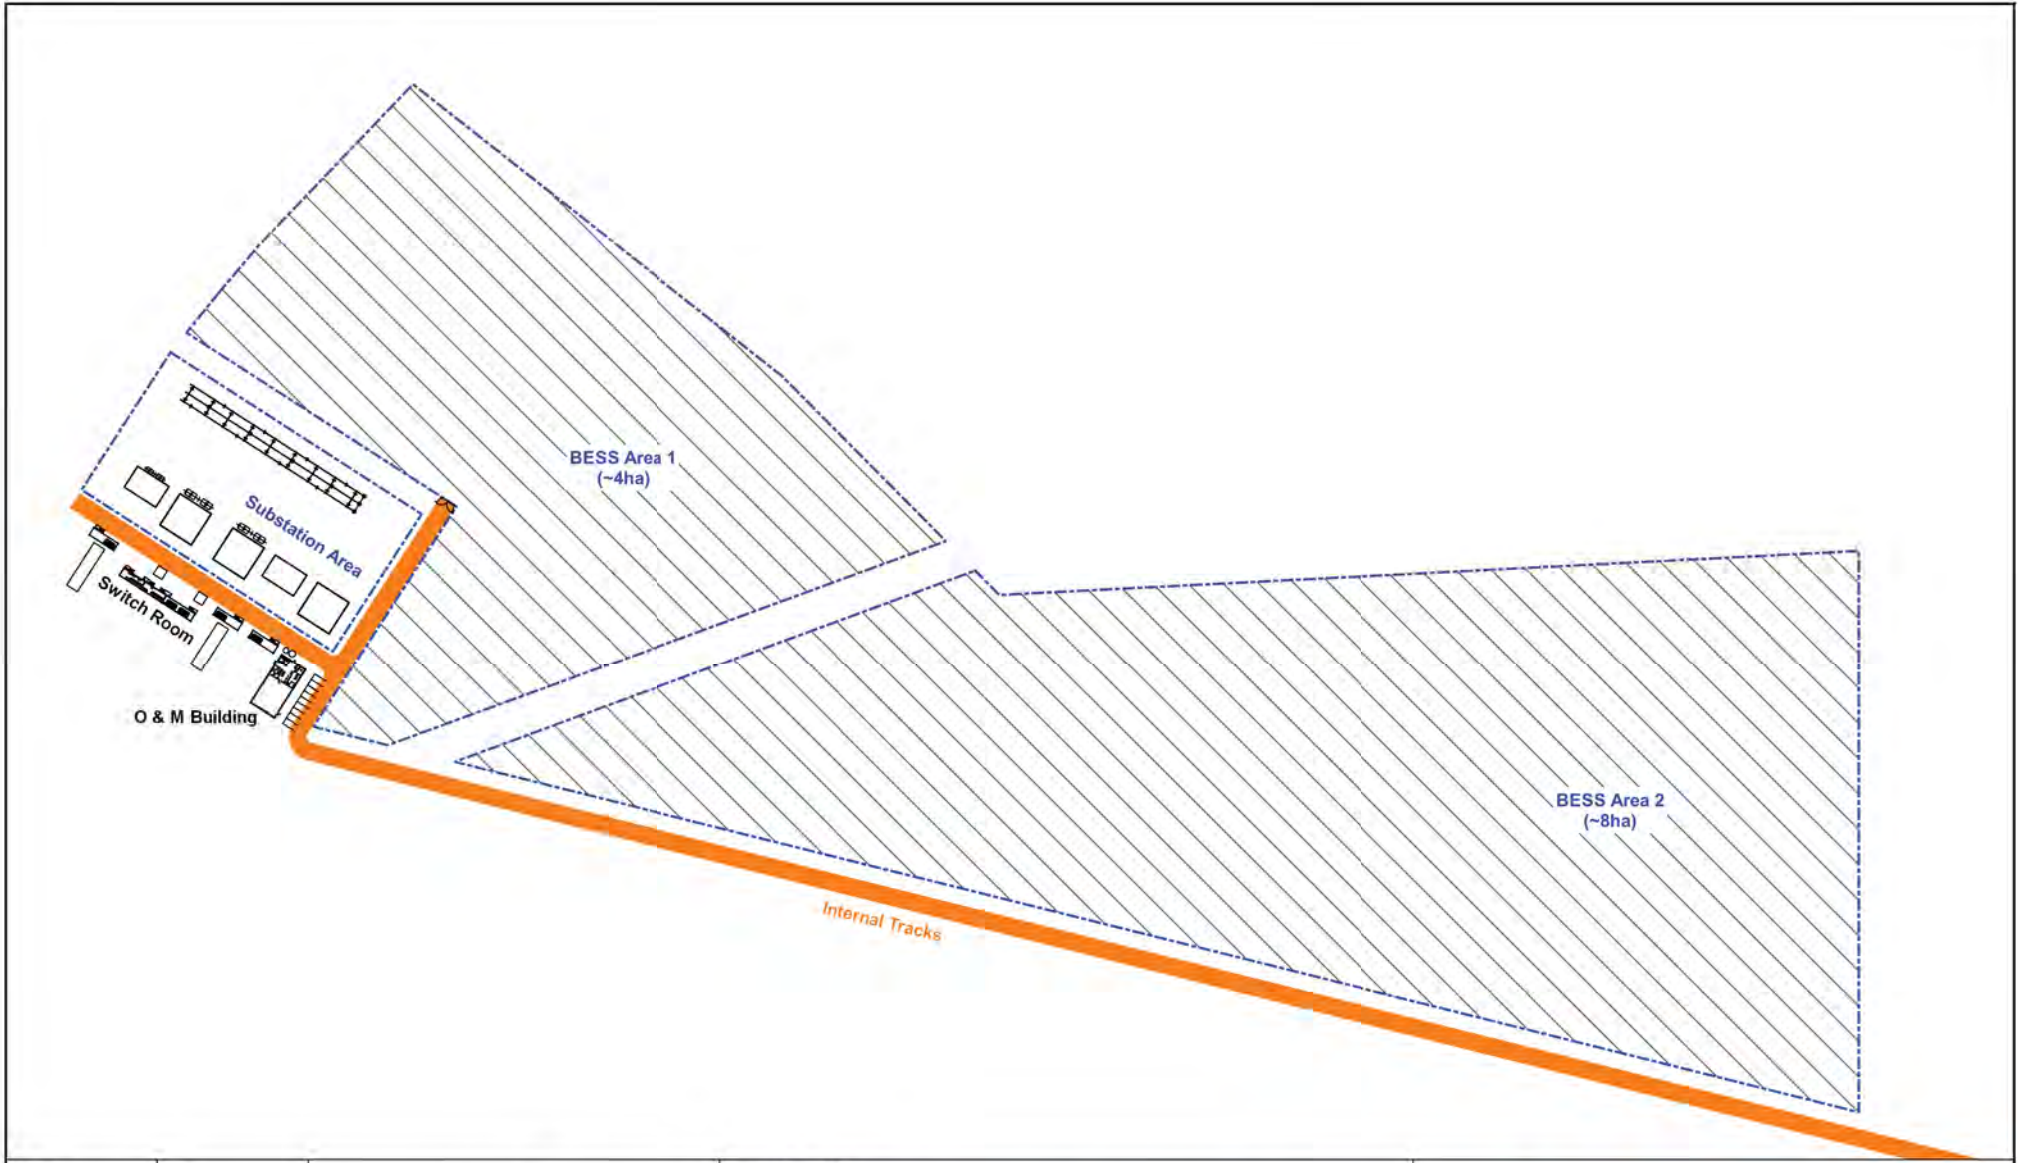 BESS Area 1
(~4ha)
Substation Area
Switch Room
O & M Building
BESS Area 2
(~8ha)
Internal Tracks